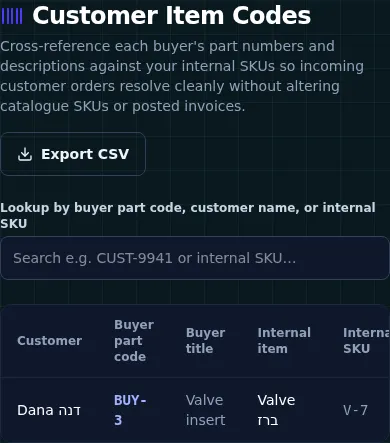 Customer Item Codes
Cross-reference each buyer's part numbers and
descriptions against your internal SKUs so incoming
customer orders resolve cleanly without altering
catalogue SKUs or posted invoices.
Export CSV
Lookup by buyer part code, customer name, or internal
SKU
Search e.g. CUST-9941 or internal SKU...
Customer
Buyer
part
code
Buyer
title
Internal
item
Interna
SKU
Dana דנה
BUY-
3
Valve
insert
Valve
ברז
V-7